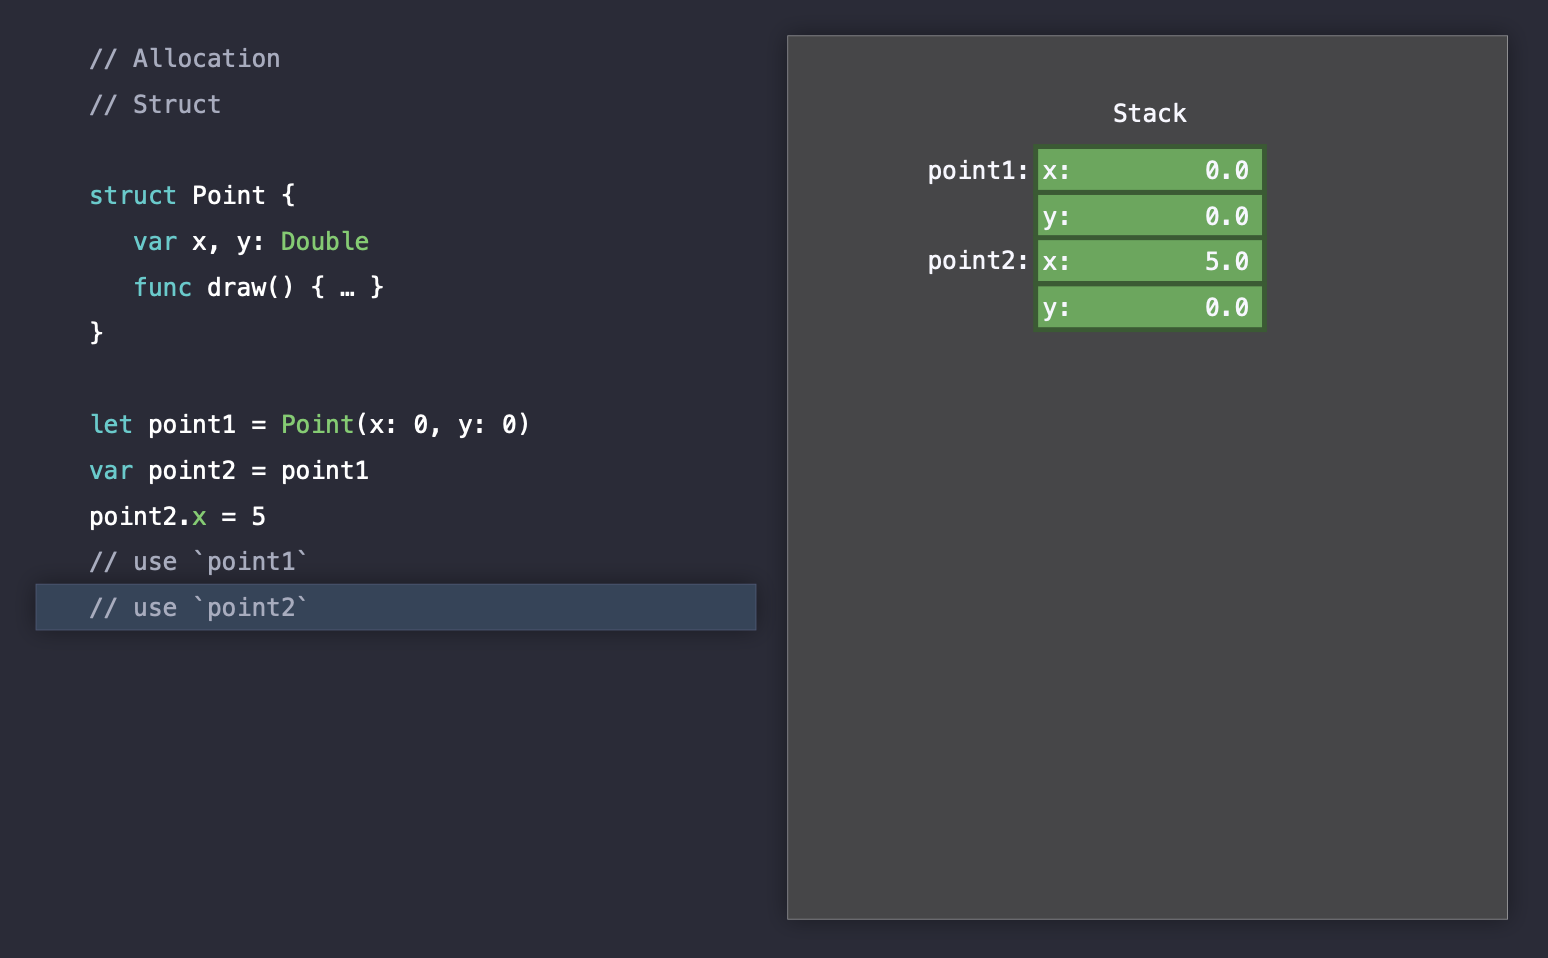 // Allocation
// Struct
struct Point {
var x, y: Double
func draw() { … }
}
let point1 = Point(x: 0, y: 0)
var point2 = point1
point2.x = 5
// use `point1`
// use `point2`
Stack
point1: x: 0.0
y: 0.0
point2: x: 5.0
y: 0.0